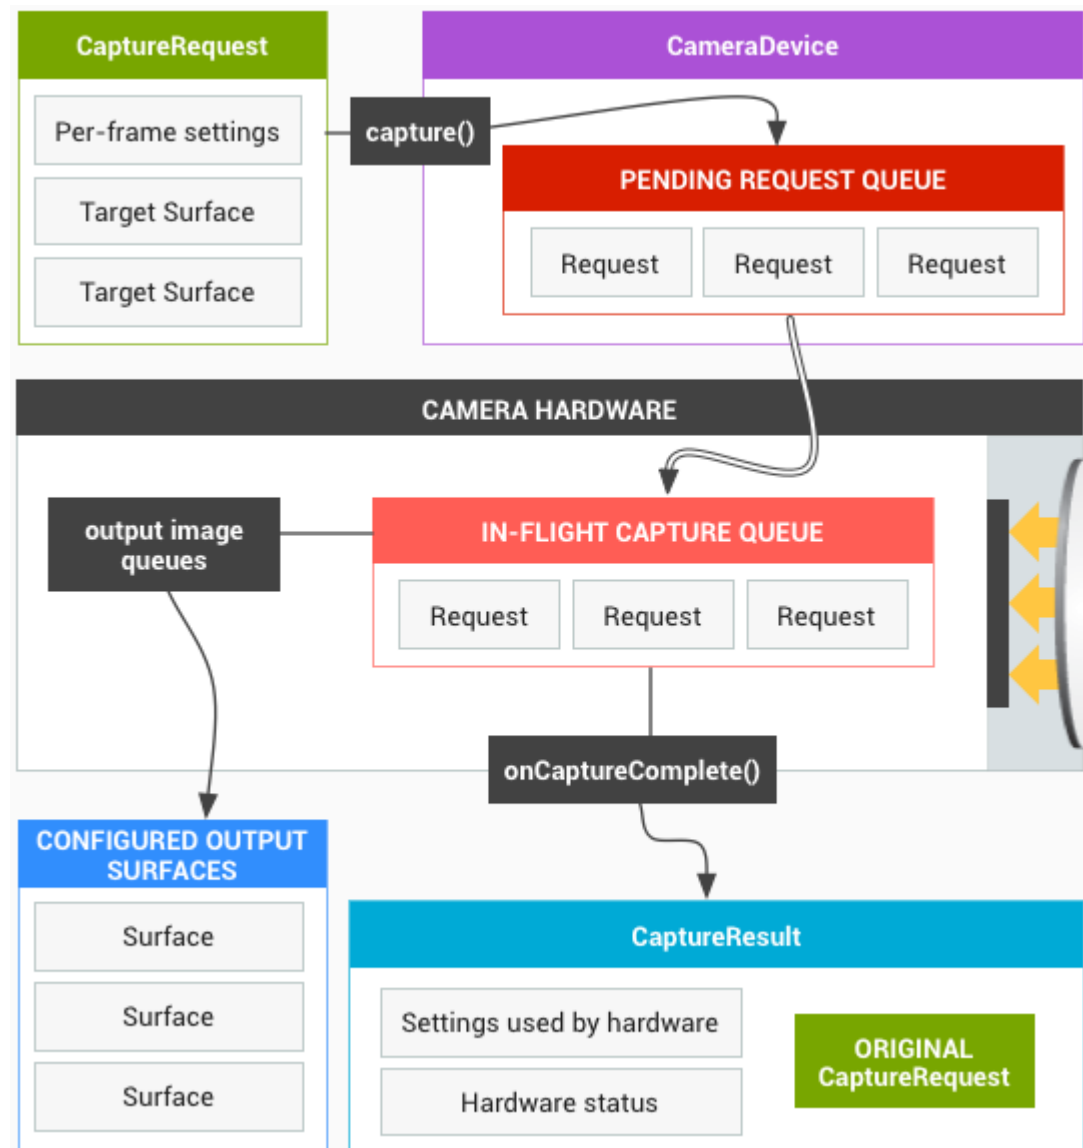 CaptureRequest
Per-frame settings
Target Surface
Target Surface
capture()
CameraDevice
PENDING REQUEST QUEUE
Request
Request
Request
CAMERA HARDWARE
output image
queues
IN-FLIGHT CAPTURE QUEUE
Request
Request
Request
onCaptureComplete()
CONFIGURED OUTPUT
SURFACES
Surface
Surface
Surface
CaptureResult
Settings used by hardware
Hardware status
ORIGINAL
CaptureRequest